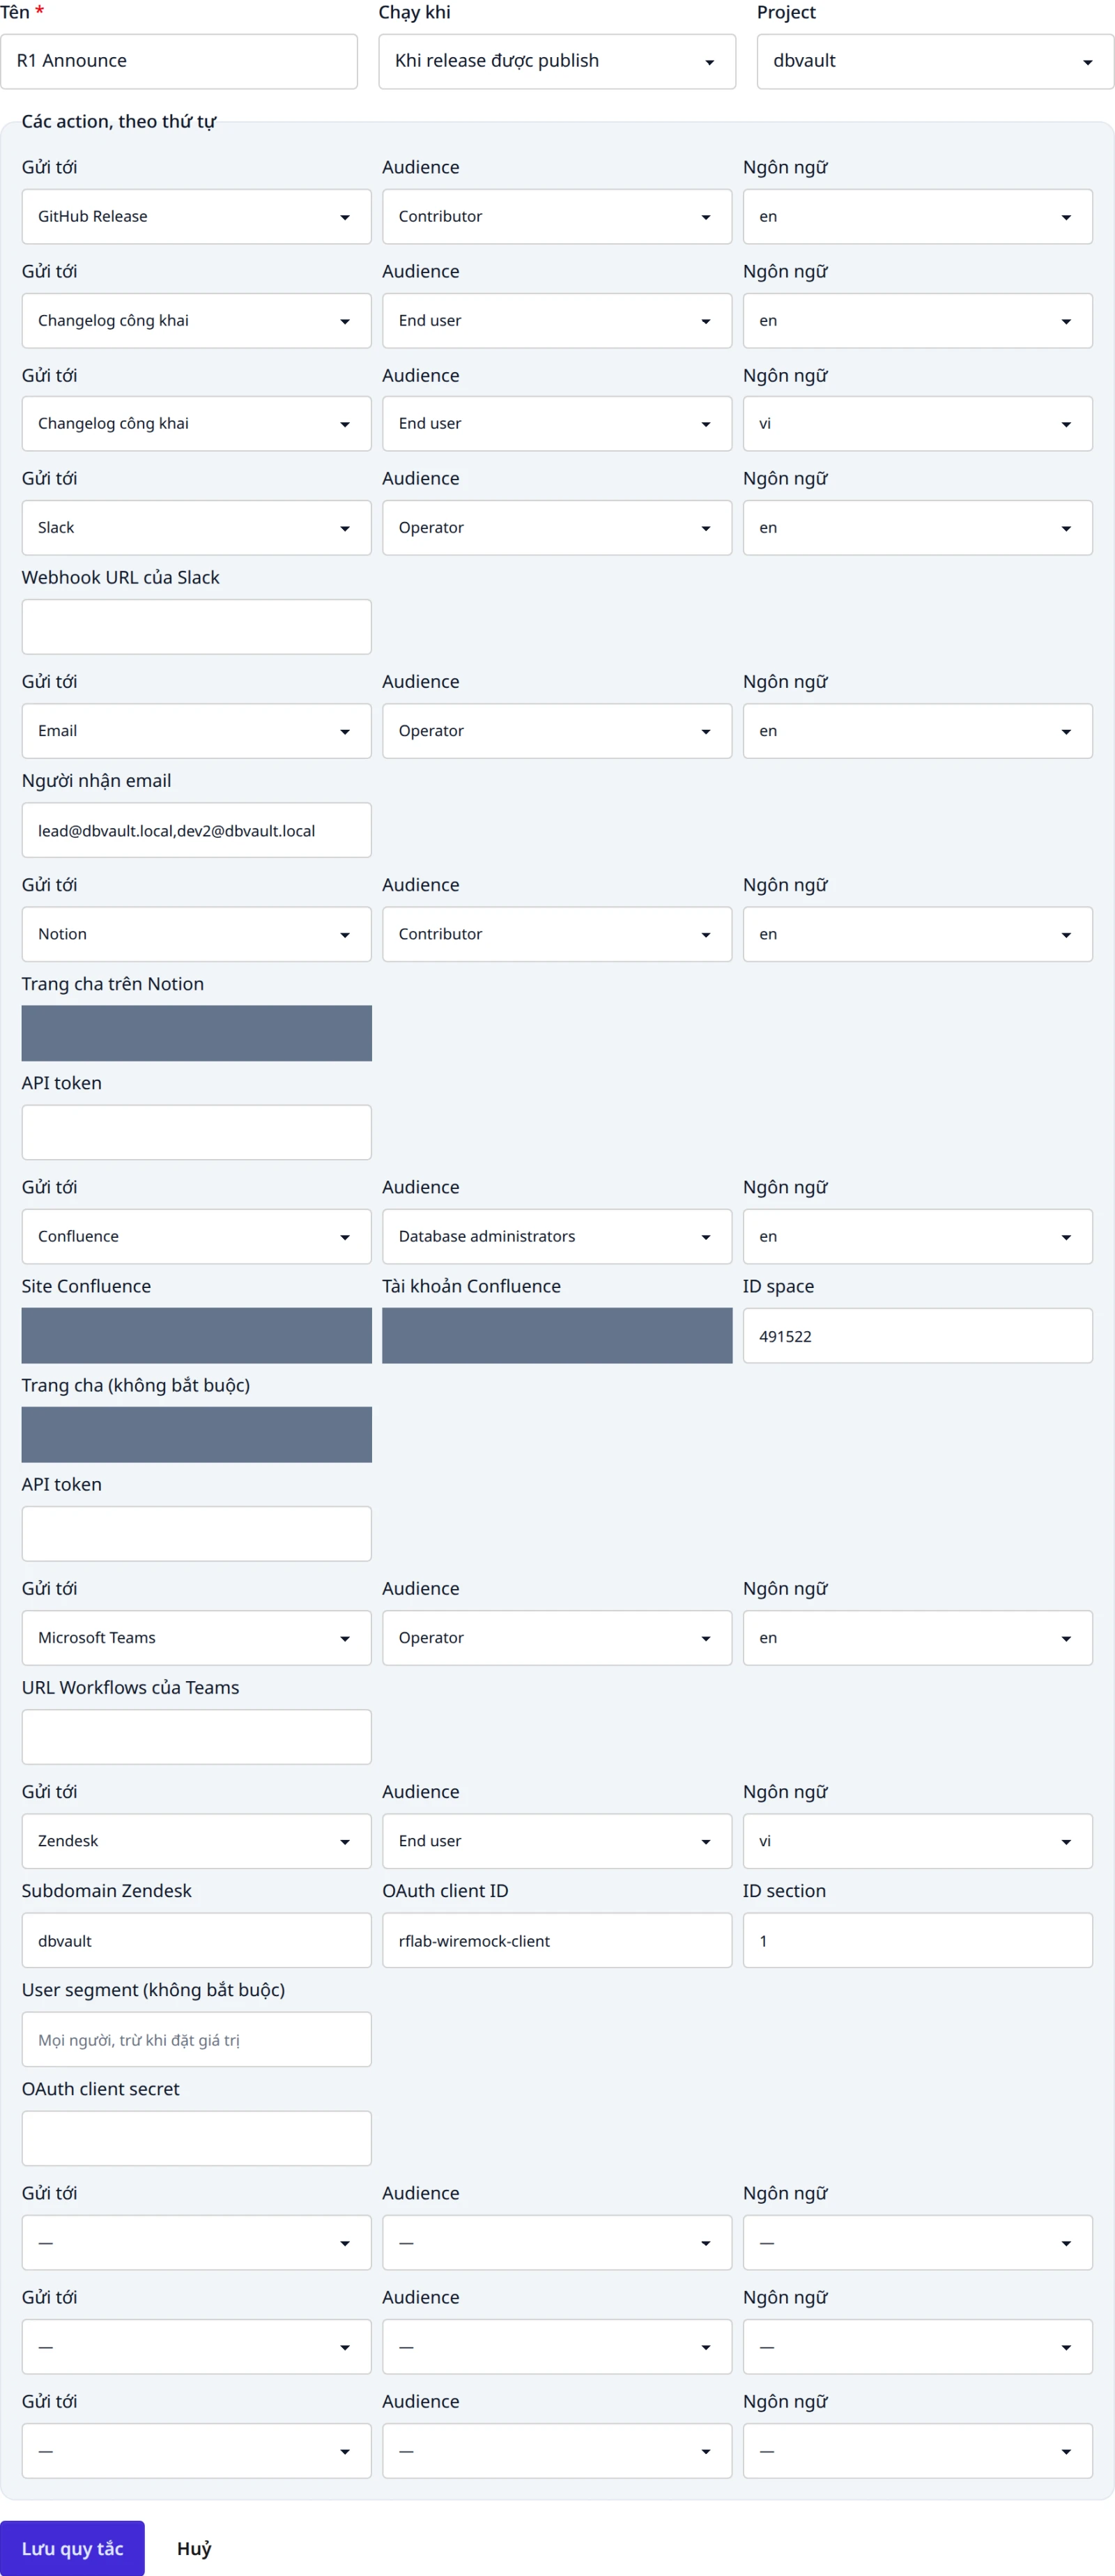 Tên * Chạy khi Project
R1 Announce Khi release được publish dbvault
Các action, theo thứ tự
Gửi tới Audience Ngôn ngữ
GitHub Release Contributor en
Gửi tới Audience Ngôn ngữ
Changelog công khai End user en
Gửi tới Audience Ngôn ngữ
Changelog công khai End user vi
Gửi tới Audience Ngôn ngữ
Slack Operator en
Webhook URL của Slack
Gửi tới Audience Ngôn ngữ
Email Operator en
Người nhận email
lead@dbvault.local,dev2@dbvault.local
Gửi tới Audience Ngôn ngữ
Notion Contributor en
Trang cha trên Notion
API token
Gửi tới Audience Ngôn ngữ
Confluence Database administrators en
Site Confluence Tài khoản Confluence ID space
491522
Trang cha (không bắt buộc)
API token
Gửi tới Audience Ngôn ngữ
Microsoft Teams Operator en
URL Workflows của Teams
Gửi tới Audience Ngôn ngữ
Zendesk End user vi
Subdomain Zendesk OAuth client ID ID section
dbvault rflab-wiremock-client 1
User segment (không bắt buộc)
Mọi người, trừ khi đặt giá trị
OAuth client secret
Gửi tới Audience Ngôn ngữ
— — —
Gửi tới Audience Ngôn ngữ
— — —
Gửi tới Audience Ngôn ngữ
— — —
Lưu quy tắc Huỷ